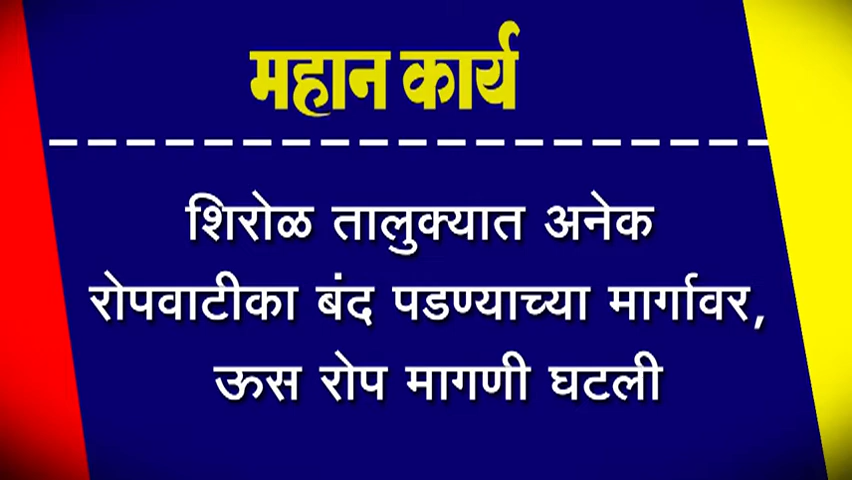 महान कार्य
शिरोळ तालुक्यात अनेक
रोपवाटीका बंद पडण्याच्या मार्गावर,
ऊस रोप मागणी घटली